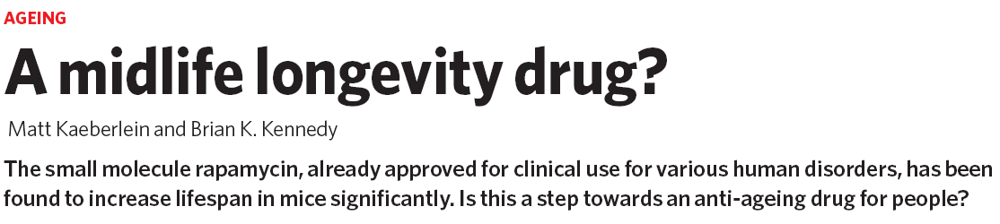 AGEING
A midlife longevity drug?
Matt Kaeberlein and Brian K. Kennedy
The small molecule rapamycin, already approved for clinical use for various human disorders, has been
found to increase lifespan in mice significantly. Is this a step towards an anti-ageing drug for people?